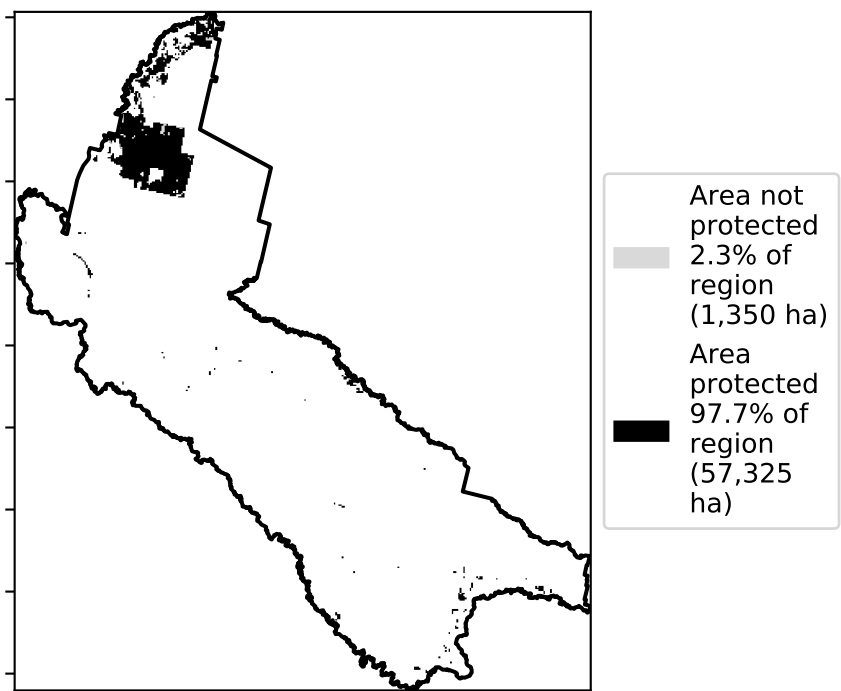 Area not
protected
2.3% of
region
(1,350 ha)
Area
protected
97.7% of
region
(57,325
ha)